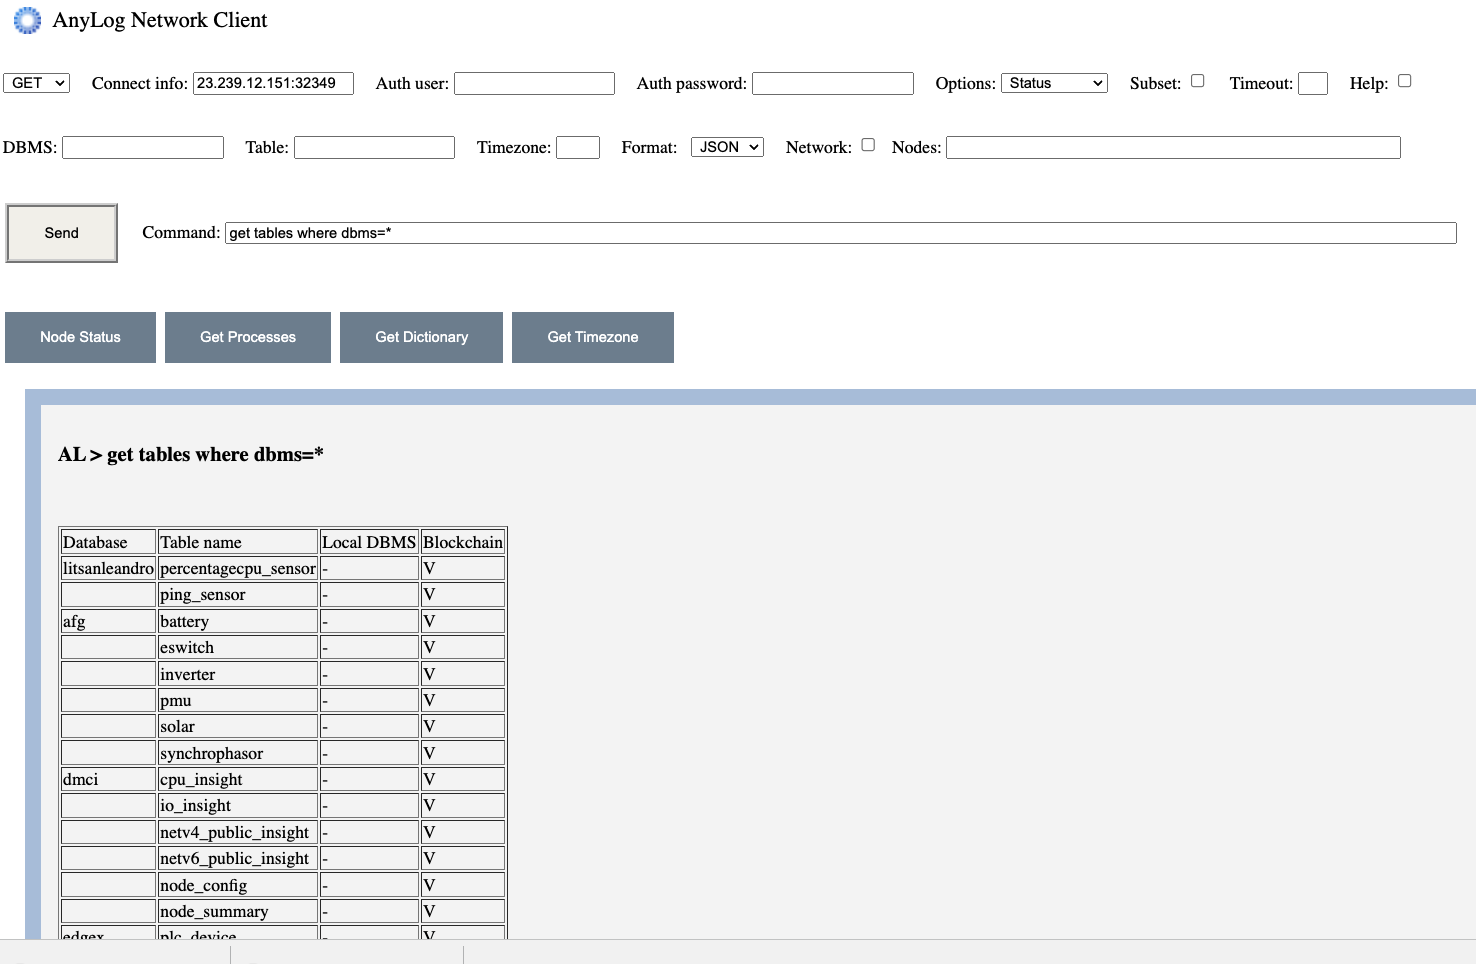 AnyLog Network Client
GET Connect info: 23.239.12.151:32349 Auth user: Auth password: Options: Status Subset: Timeout: Help:
DBMS: Table: Timezone: Format: JSON Network: Nodes:
Send Command: get tables where dbms=*
Node Status Get Processes Get Dictionary Get Timezone
AL > get tables where dbms=*
Database Table name Local DBMS Blockchain
litsanleandro percentagecpu_sensor - V
ping_sensor - V
afg battery - V
eswitch - V
inverter - V
pmu - V
solar - V
synchrophasor - V
dmci cpu_insight - V
io_insight - V
netv4_public_insight - V
netv6_public_insight - V
node_config - V
node_summary - V
edgex plc_device - V